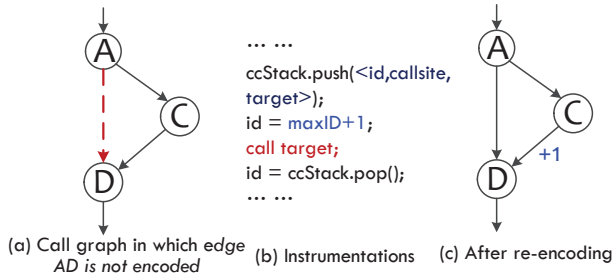 A
C
D
(a) Call graph in which edge
AD is not encoded
... ...
ccStack.push(<id,callsite,
target>);
id = maxID+1;
call target;
id = ccStack.pop();
... ...
(b) Instrumentations
A
C
+1
D
(c) After re-encoding